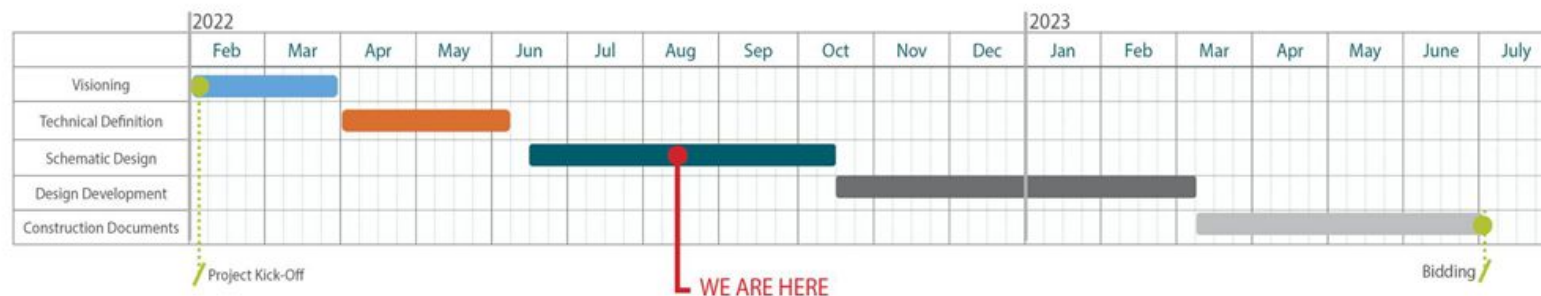 2022 2023
Feb Mar Apr May Jun Jul Aug Sep Oct Nov Dec Jan Feb Mar Apr May June July
Visioning
Technical Definition
Schematic Design
Design Development
Construction Documents
Project Kick-Off
WE ARE HERE
Bidding